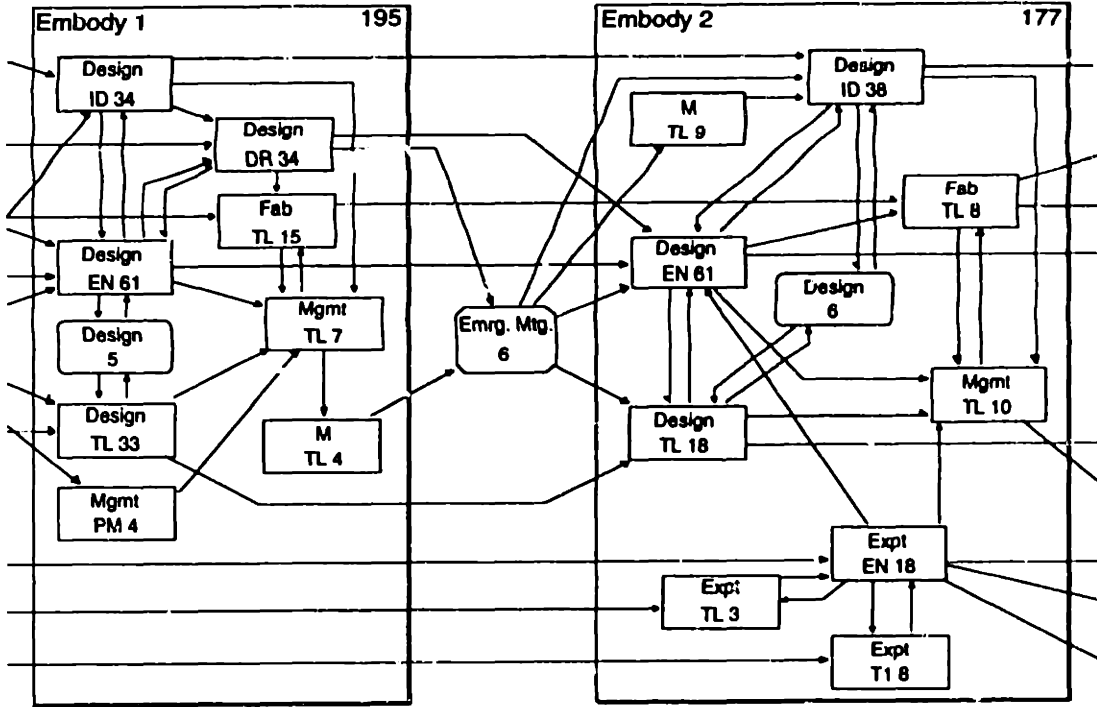 Embody 1
195
Design
ID 34
Design
DR 34
Fab
TL 15
Design
EN 61
Mgmt
TL 7
Design
5
Design
TL 33
M
TL 4
Mgmt
PM 4
Emrg. Mtg.
6
Embody 2
177
Design
ID 38
M
TL 9
Fab
TL 8
Design
EN 61
Design
6
Mgmt
TL 10
Design
TL 18
Expt
EN 18
Expt
TL 3
Expt
T1 8